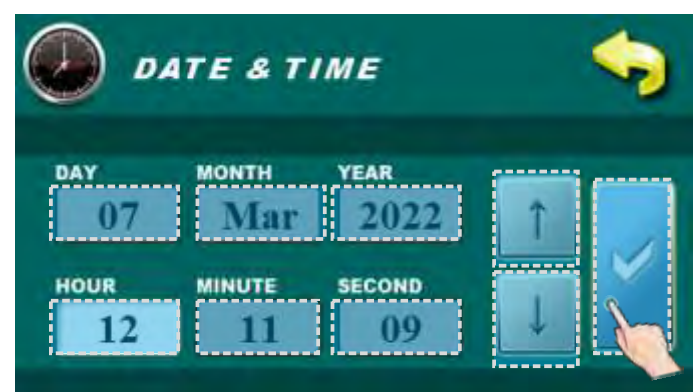 DATE & TIME
DAY MONTH YEAR
07 Mar 2022
HOUR MINUTE SECOND
12 11 09